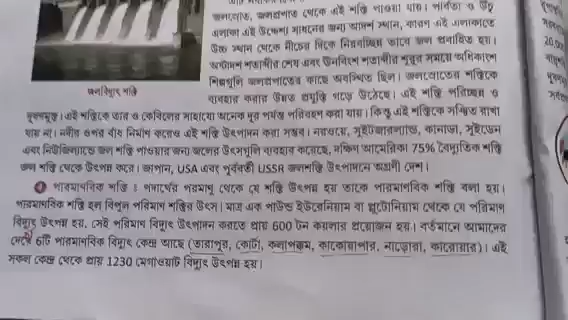 জলস্রোত, জলপ্রপাত থেকে এই শক্তি পাওয়া যায়। পার্বত্য ও উঁচু
এলাকা এই উদ্দেশ্য সাধনের জন্য আদর্শ স্থান, কারণ এই এলাকাতে
উচ্চ স্থান থেকে নীচের দিকে নিরবচ্ছিন্ন ভাবে জল প্রবাহিত হয়।
অষ্টাদশ শতাব্দীর শেষ এবং ঊনবিংশ শতাব্দীর শুরুর সময়ে অধিকাংশ
শিল্পগুলি জলপ্রপাতের কাছে অবস্থিত ছিল। জলস্রোতের শক্তিকে
জলবিদ্যুৎ শক্তি
ব্যবহার করার উন্নত প্রযুক্তি গড়ে উঠেছে। এই শক্তি পরিচ্ছন্ন ও
দূষণমুক্ত। এই শক্তিকে তার ও কেবিলের সাহায্যে অনেক দূর পর্যন্ত পরিবহণ করা যায়। কিন্তু এই শক্তিকে সঞ্চিত রাখা
যায় না। নদীর ওপর বাঁধ নির্মাণ করেও এই শক্তি উৎপাদন করা সম্ভব। নরওয়ে, সুইটজারল্যান্ড, কানাডা, সুইডেন
এবং নিউজিল্যান্ডে জল শক্তি পাওয়ার জন্য জলের উৎসগুলি ব্যবহার করেছে, দক্ষিণ আমেরিকা 75% বৈদ্যুতিক শক্তি
জল শক্তি থেকে উৎপন্ন করে। জাপান, USA এবং পূর্ববর্তী USSR জলশক্তি উৎপাদনে অগ্রণী দেশ।
4 পারমাণবিক শক্তি : পদার্থের পরমাণু থেকে যে শক্তি উৎপন্ন হয় তাকে পারমাণবিক শক্তি বলা হয়।
পারমাণবিক শক্তি হল বিপুল পরিমাণ শক্তির উৎস। মাত্র এক পাউন্ড ইউরেনিয়াম বা প্লুটোনিয়াম থেকে যে পরিমাণ
বিদ্যুৎ উৎপন্ন হয়, সেই পরিমাণ বিদ্যুৎ উৎপাদন করতে প্রায় 600 টন কয়লার প্রয়োজন হয়। বর্তমানে আমাদের
দেশে 6টি পারমাণবিক বিদ্যুৎ কেন্দ্র আছে (তারাপুর, কোটা, কলাপক্কম, কাকোয়াপার, নাড়োরা, কারোয়ার)। এই
সকল কেন্দ্র থেকে প্রায় 1230 মেগাওয়াট বিদ্যুৎ উৎপন্ন হয়।